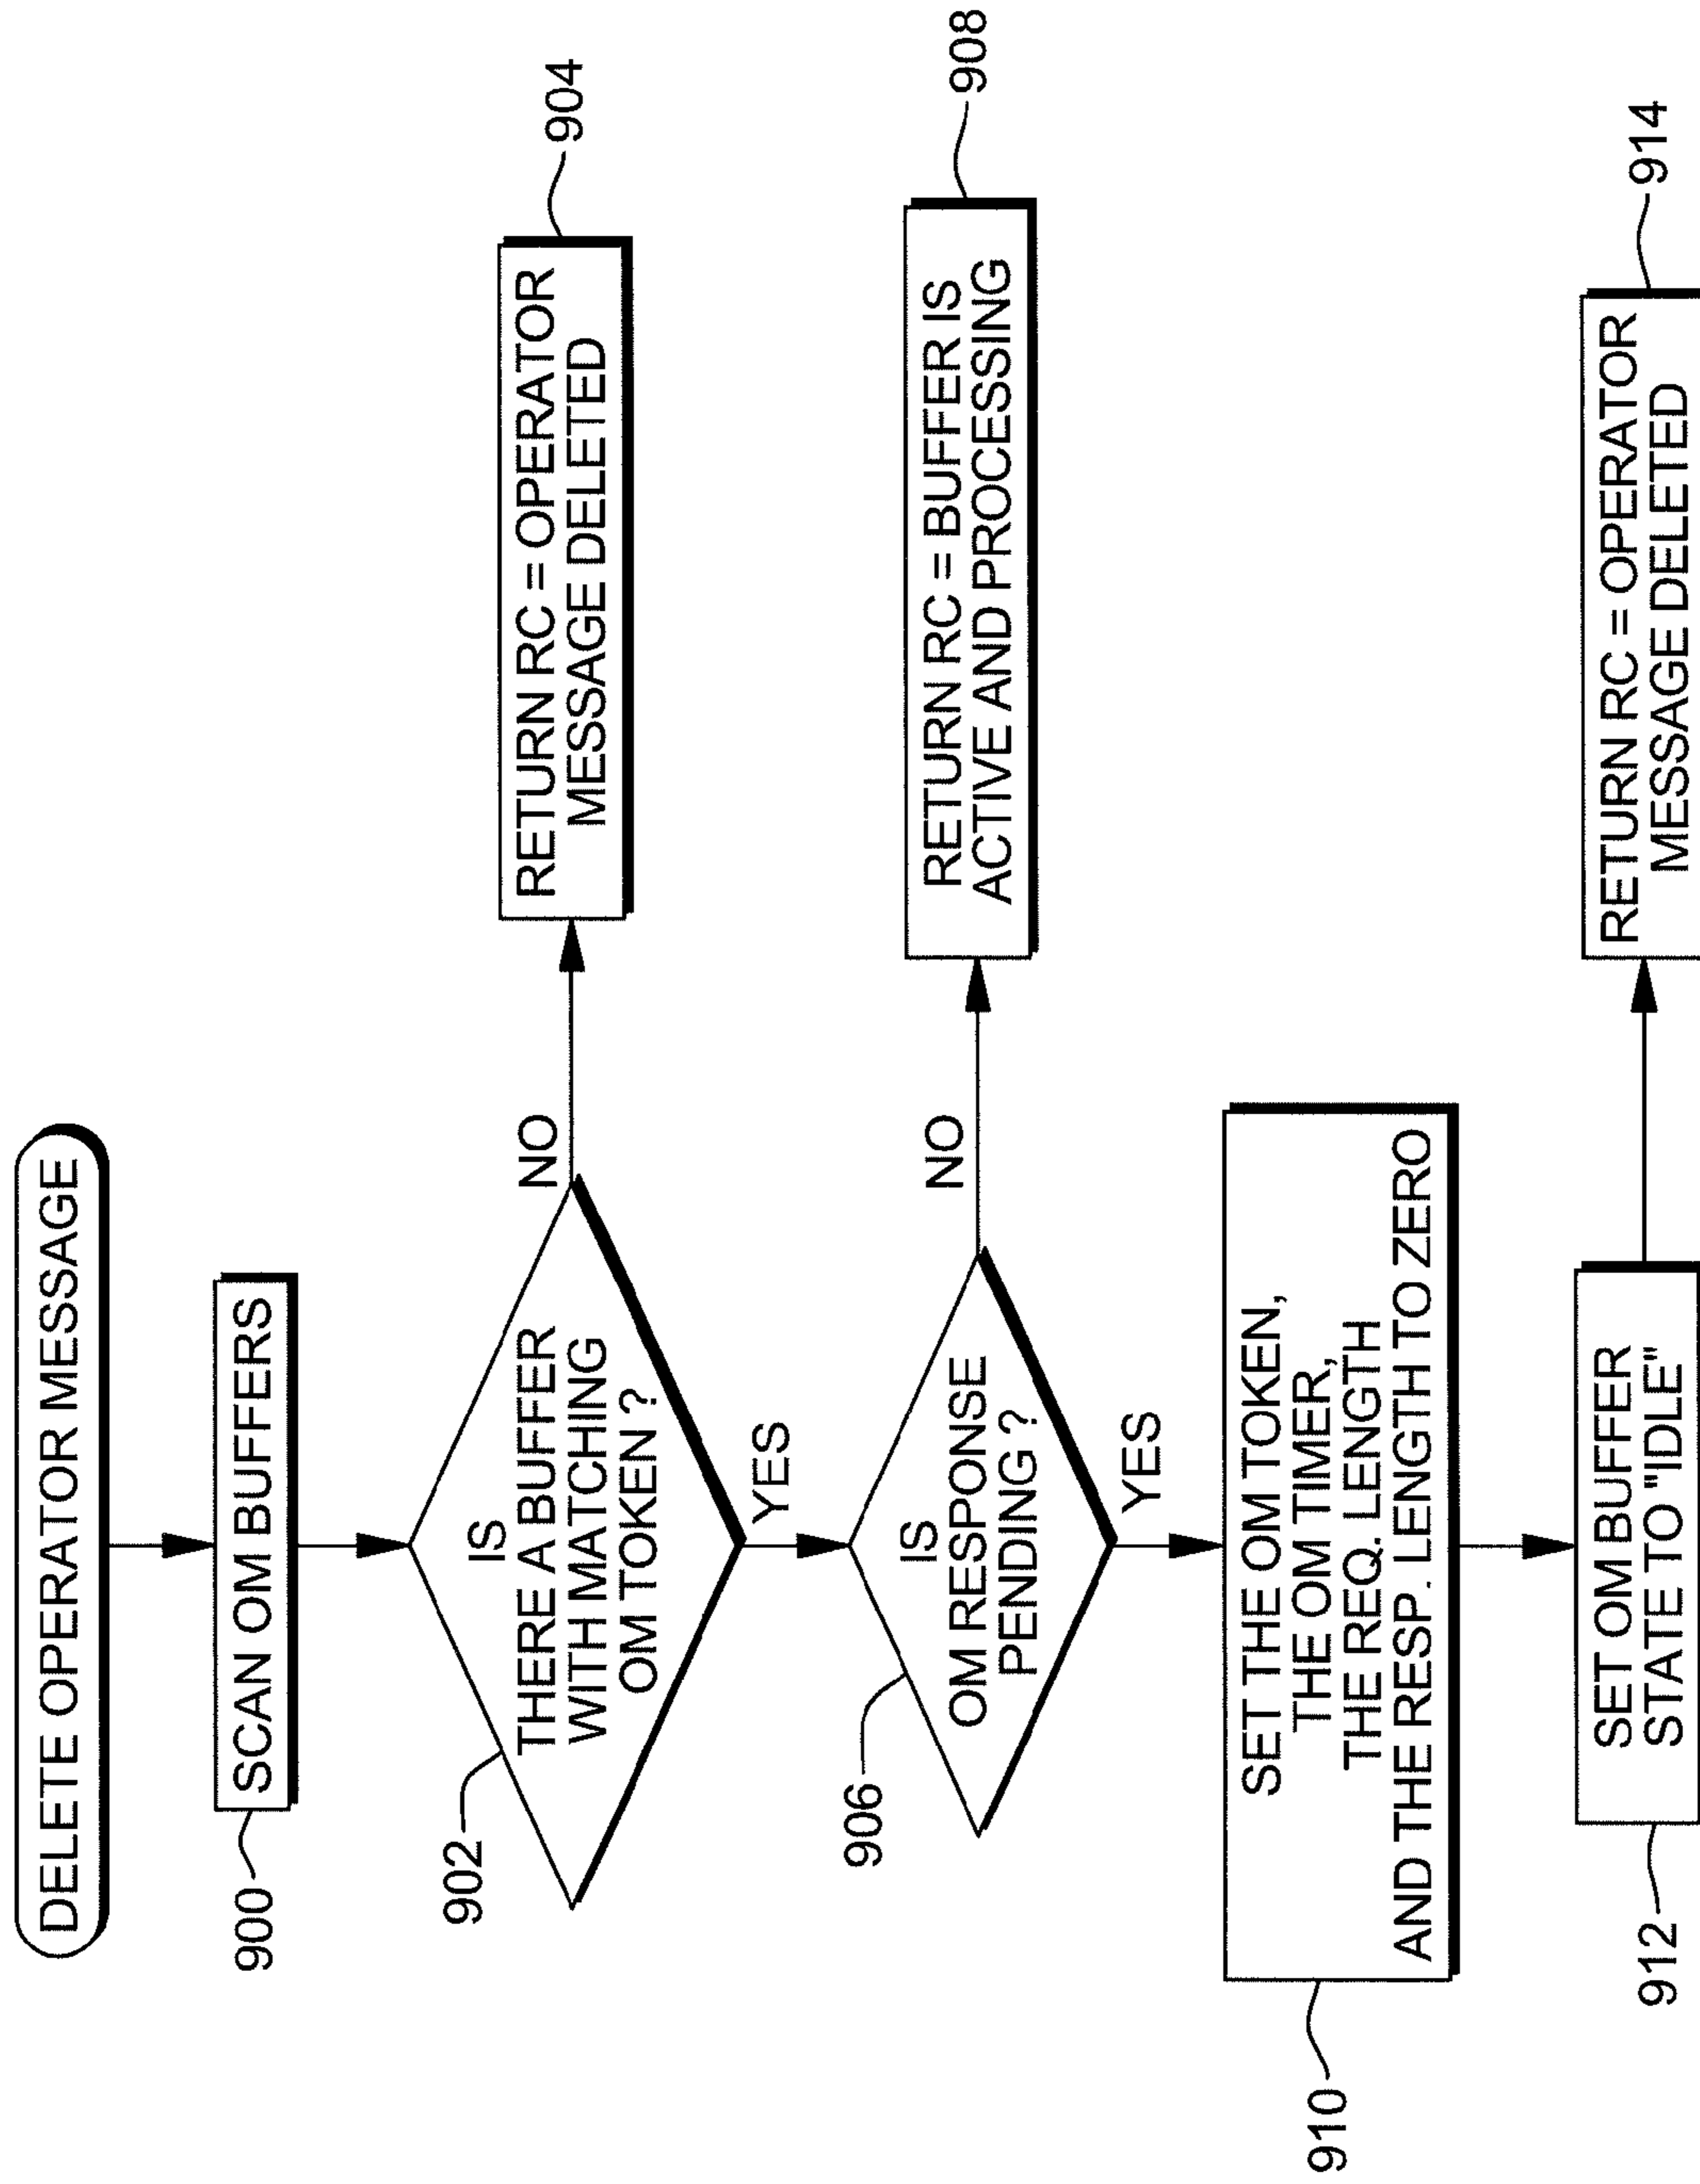 DELETE OPERATOR MESSAGE
900
SCAN OM BUFFERS
902
IS
THERE A BUFFER
WITH MATCHING
OM TOKEN ?
NO
RETURN RC = OPERATOR
MESSAGE DELETED
904
YES
906
IS
OM RESPONSE
PENDING ?
NO
RETURN RC = BUFFER IS
ACTIVE AND PROCESSING
908
YES
910
SET THE OM TOKEN,
THE OM TIMER,
THE REQ. LENGTH
AND THE RESP. LENGTH TO ZERO
912
SET OM BUFFER
STATE TO "IDLE"
RETURN RC = OPERATOR
MESSAGE DELETED
914